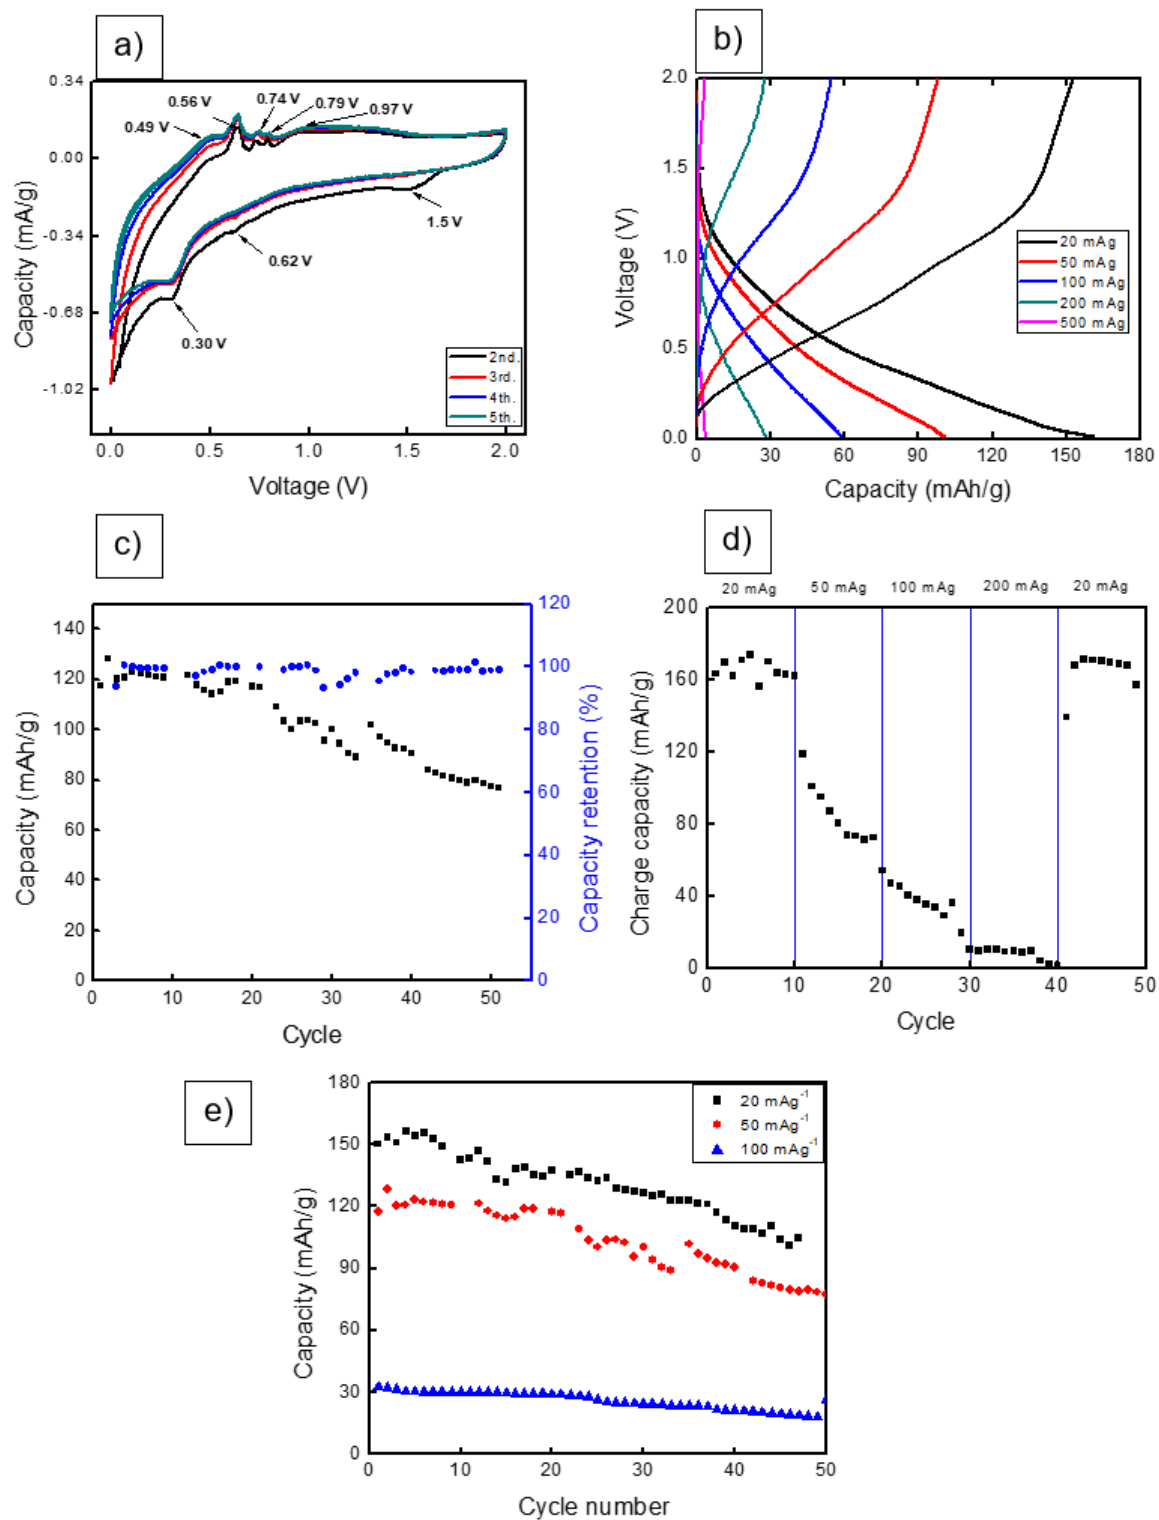 a)
0.34
0.00
-0.34
-0.68
-1.02
Capacity (mA/g)
0.49 V
0.56 V
0.74 V
0.79 V
0.97 V
1.5 V
0.62 V
0.30 V
2nd.
3rd.
4th.
5th.
0.0 0.5 1.0 1.5 2.0
Voltage (V)
b)
2.0
1.5
1.0
0.5
0.0
Voltage (V)
20 mAg
50 mAg
100 mAg
200 mAg
500 mAg
0 30 60 90 120 150 180
Capacity (mAh/g)
c)
140
120
100
80
60
40
20
0
Capacity (mAh/g)
120
100
80
60
40
20
0
Capacity retention (%)
0 10 20 30 40 50
Cycle
d)
20 mAg 50 mAg 100 mAg 200 mAg 20 mAg
200
160
120
80
40
0
Charge capacity (mAh/g)
0 10 20 30 40 50
Cycle
e)
180
150
120
90
60
30
0
Capacity (mAh/g)
20 mAg-1
50 mAg-1
100 mAg-1
0 10 20 30 40 50
Cycle number